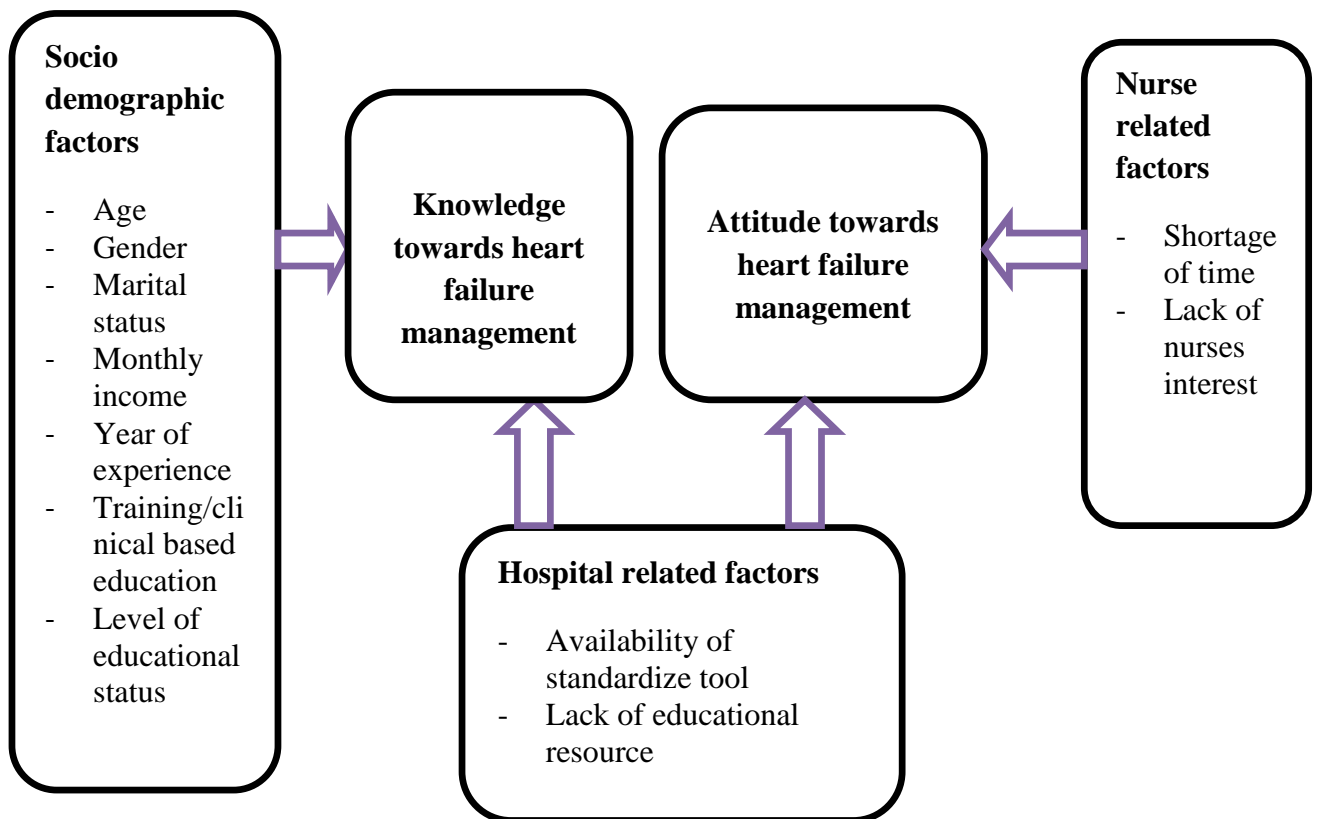 Socio
demographic
factors
- Age
- Gender
- Marital
status
- Monthly
income
- Year of
experience
- Training/cli
nical based
education
- Level of
educational
status
Knowledge
towards heart
failure
management
Attitude towards
heart failure
management
Nurse
related
factors
- Shortage
of time
- Lack of
nurses
interest
Hospital related factors
- Availability of
standardize tool
- Lack of educational
resource